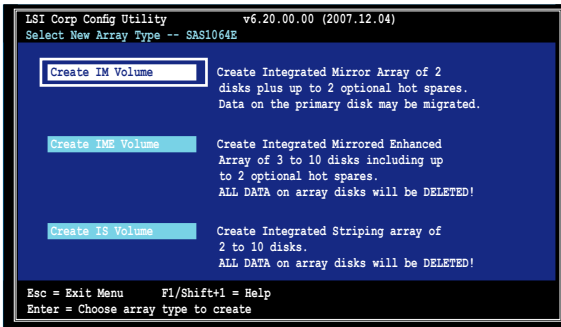 LSI Corp Config Utility v6.20.00.00 (2007.12.04)
Select New Array Type -- SAS1064E
Create IM Volume
Create Integrated Mirror Array of 2
disks plus up to 2 optional hot spares.
Data on the primary disk may be migrated.
Create IME Volume
Create Integrated Mirrored Enhanced
Array of 3 to 10 disks including up
to 2 optional hot spares.
ALL DATA on array disks will be DELETED!
Create IS Volume
Create Integrated Striping array of
2 to 10 disks.
ALL DATA on array disks will be DELETED!
Esc = Exit Menu F1/Shift+1 = Help
Enter = Choose array type to create